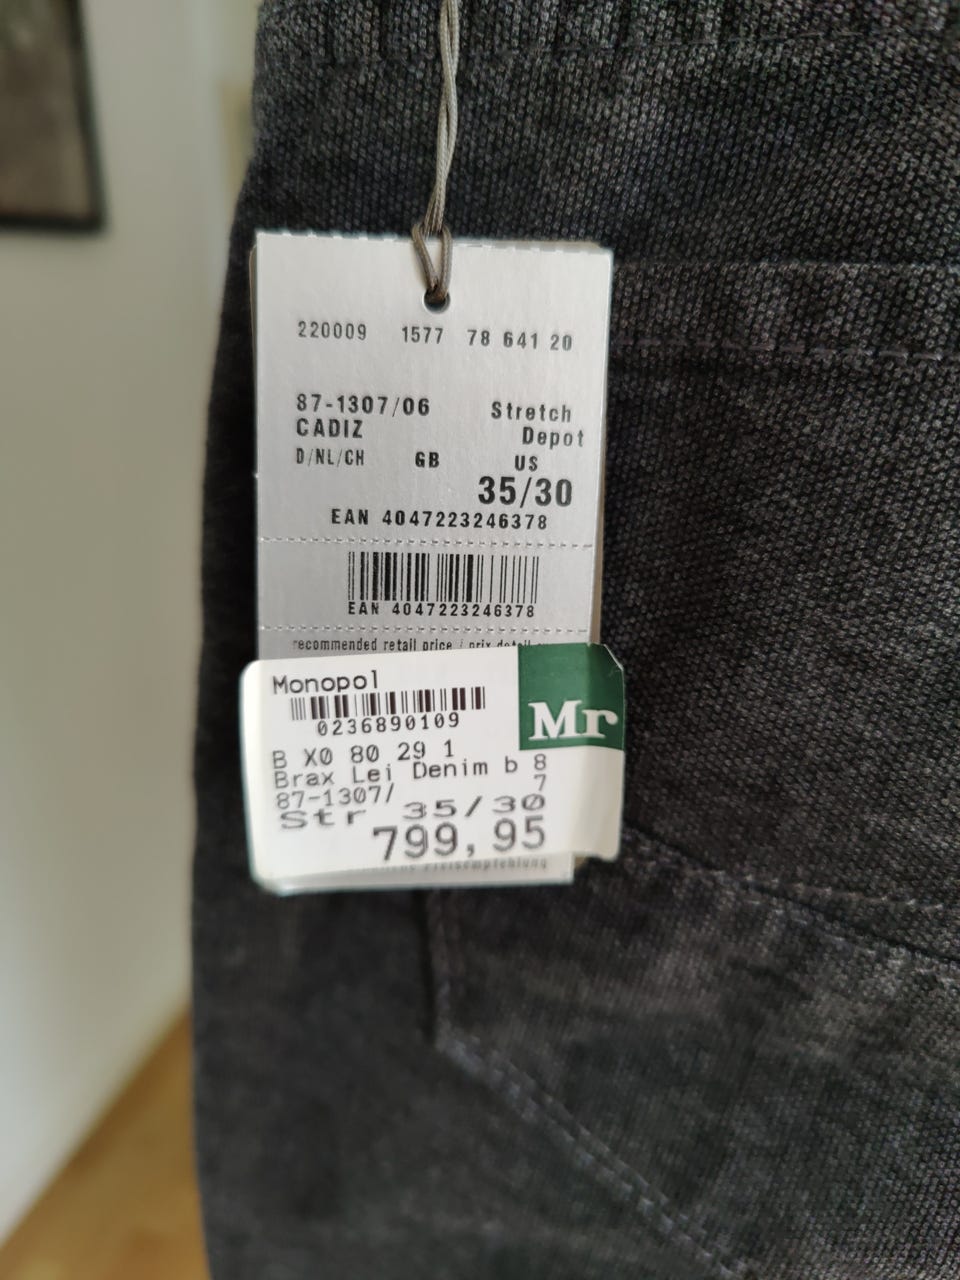 220009 1577 78 641 20
87-1307/06 Stretch
CADIZ Depot
D/NL/CH GB US
35/30
EAN 4047223246378
EAN 4047223246378
recommended retail price / prix
Monopol
Mr
0236890109
B X0 80 29 1
Brax Lei Denim b 8
87-1307/ 7
Str 35/30
799,95
Preisempfehlung